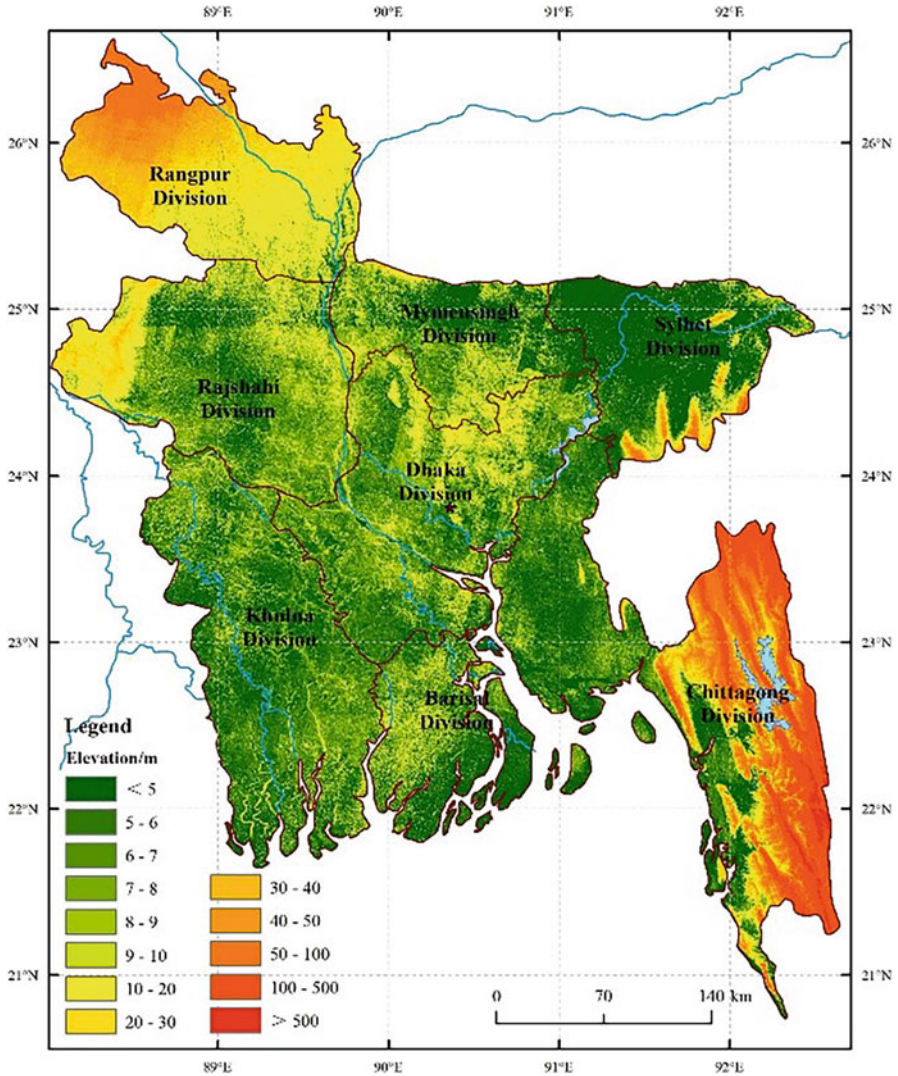 89°E 90°E 91°E 92°E
26°N 26°N
Rangpur
Division
25°N 25°N
Mymensingh
Division
Sylhet
Division
Rajshahi
Division
24°N 24°N
Dhaka
Division
23°N 23°N
Khulna
Division
Barisal
Division
Chittagong
Division
22°N 22°N
21°N 21°N
Legend
Elevation/m
< 5
5 - 6
6 - 7
7 - 8
8 - 9
9 - 10
10 - 20
20 - 30
30 - 40
40 - 50
50 - 100
100 - 500
> 500
0 70 140 km
89°E 90°E 91°E 92°E